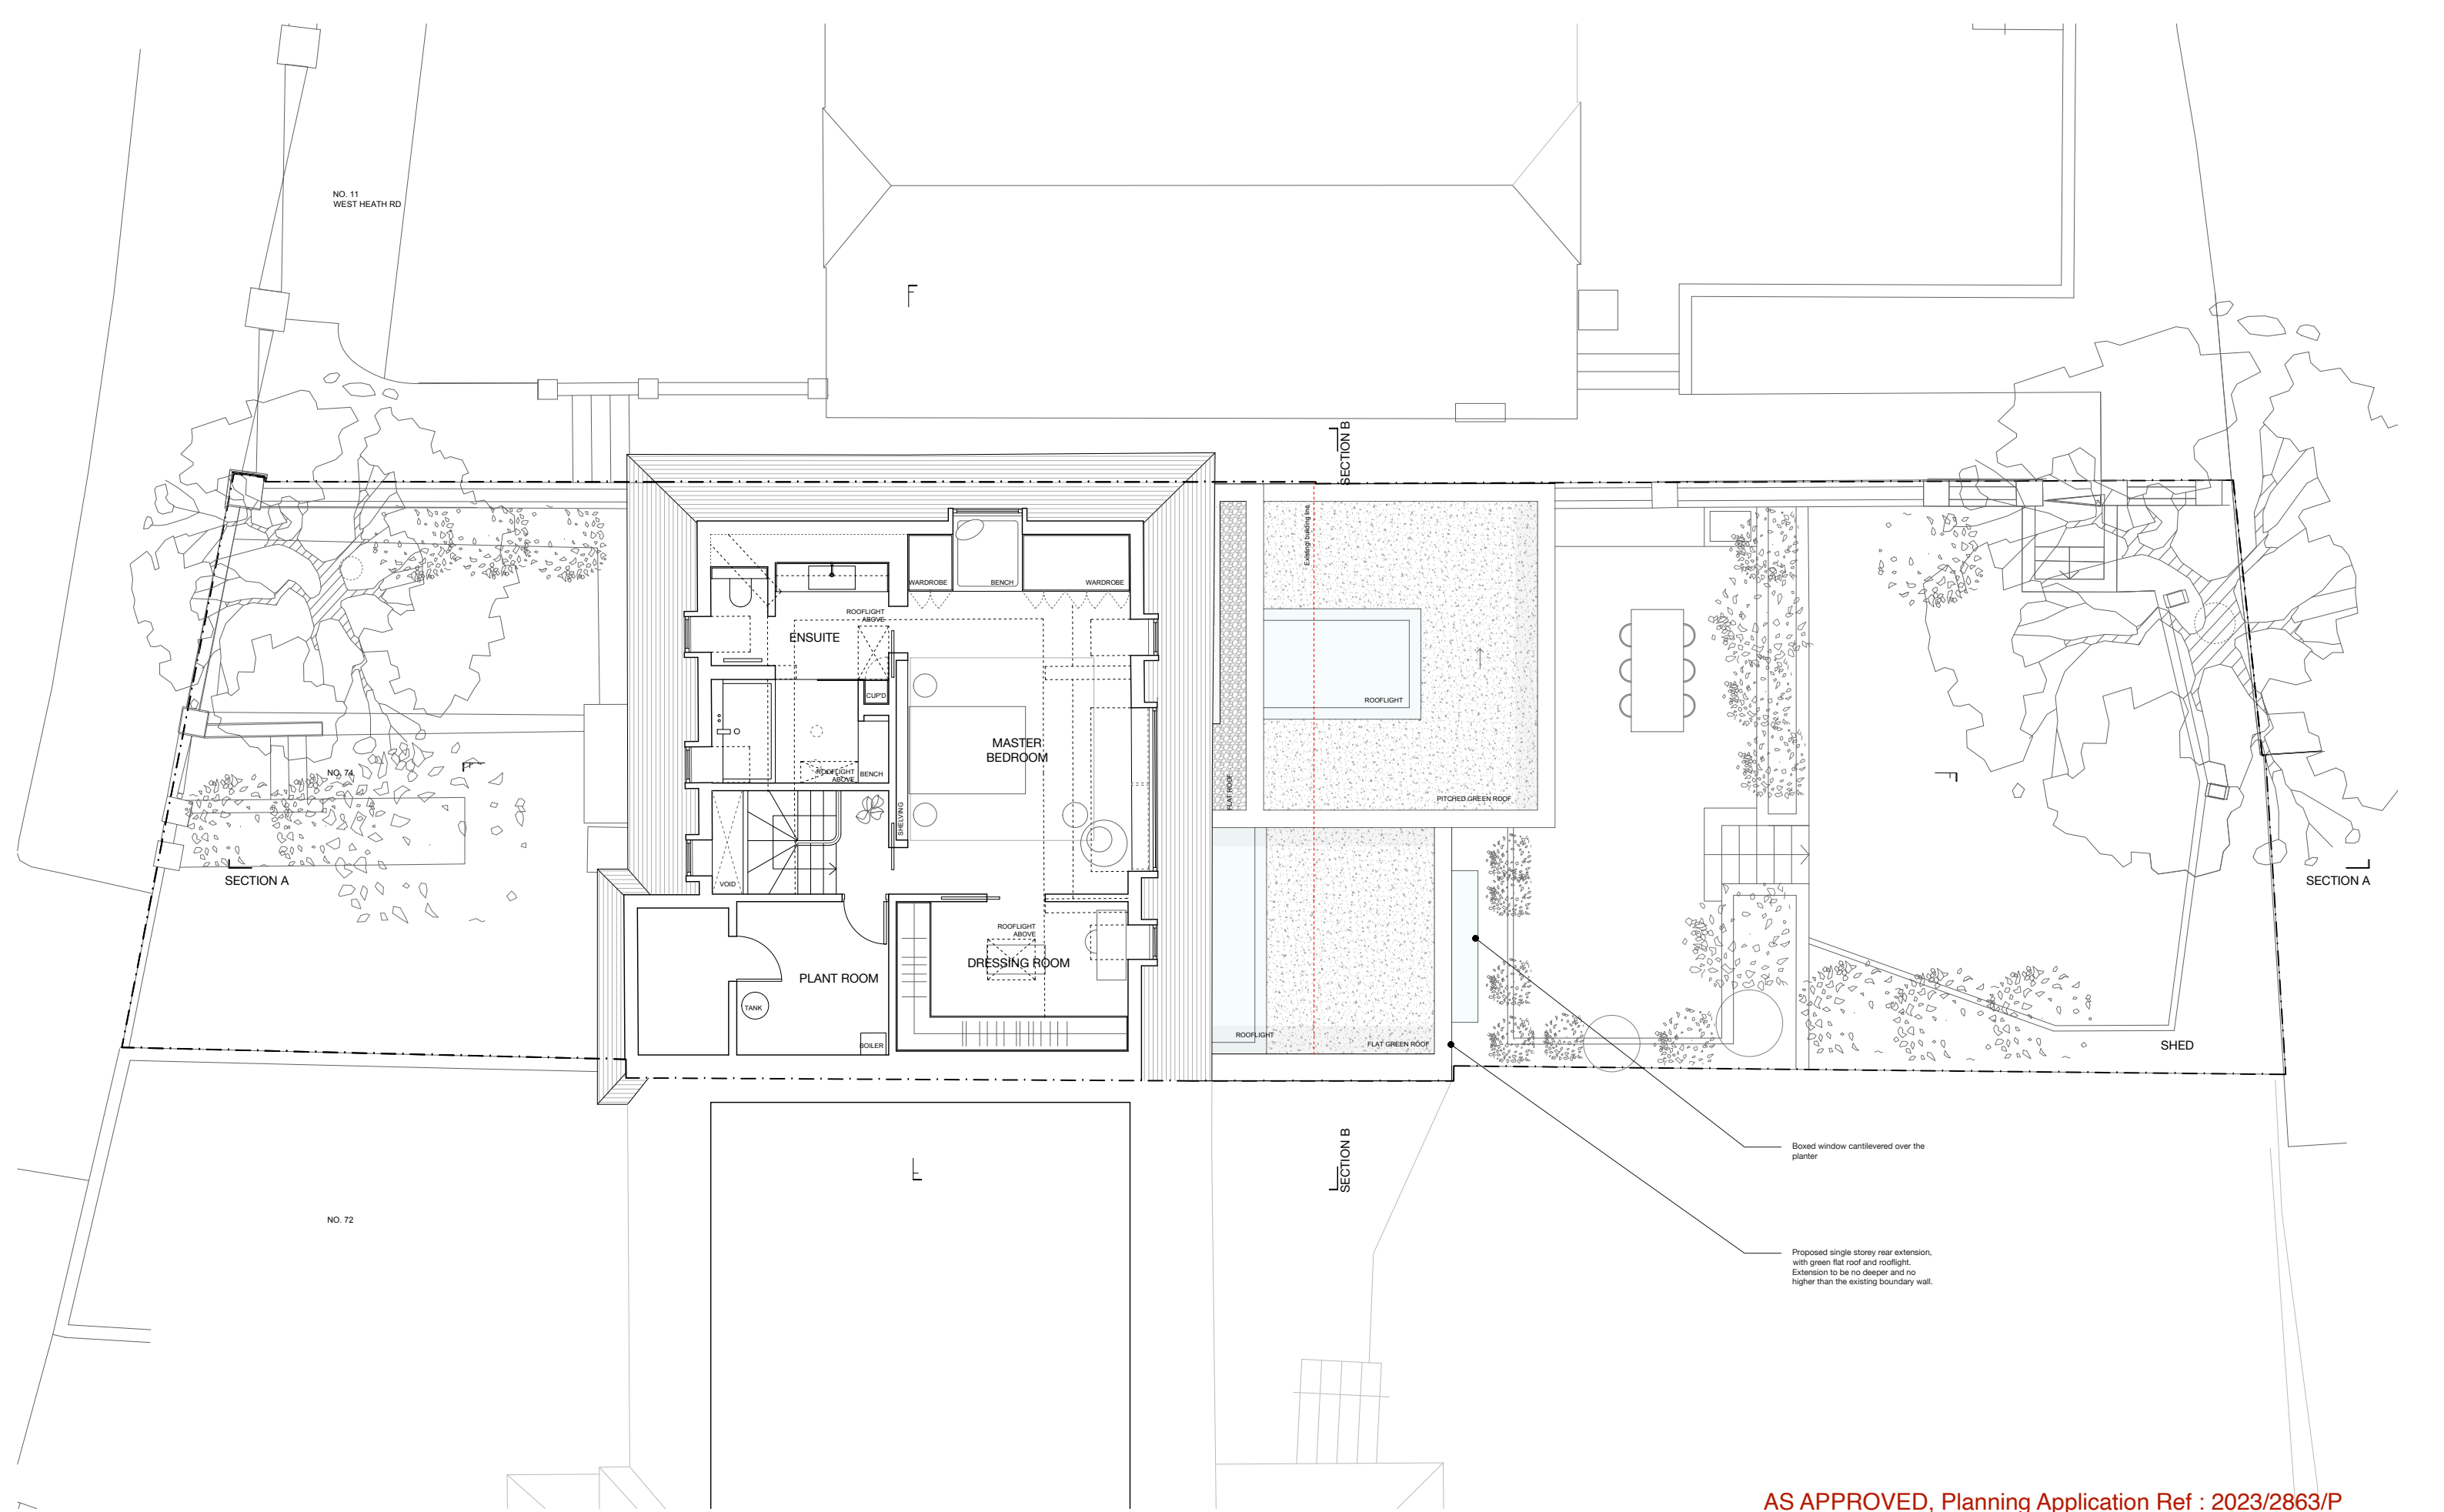 NO. 11
WEST HEATH RD
SECTION B
Existing building line
WARDROBE
BENCH
WARDROBE
ROOFLIGHT
ABOVE
ENSUITE
CUP'D
ROOFLIGHT
MASTER
BEDROOM
NO. 74
ROOFLIGHT
ABOVE
BENCH
SHELVING
FLAT ROOF
PITCHED GREEN ROOF
SECTION A
VOID
SECTION A
ROOFLIGHT
ABOVE
DRESSING ROOM
PLANT ROOM
TANK
BOILER
ROOFLIGHT
FLAT GREEN ROOF
SHED
SECTION B
Boxed window cantilevered over the
planter
NO. 72
Proposed single storey rear extension,
with green flat roof and rooflight.
Extension to be no deeper and no
higher than the existing boundary wall.
AS APPROVED, Planning Application Ref : 2023/2863/P